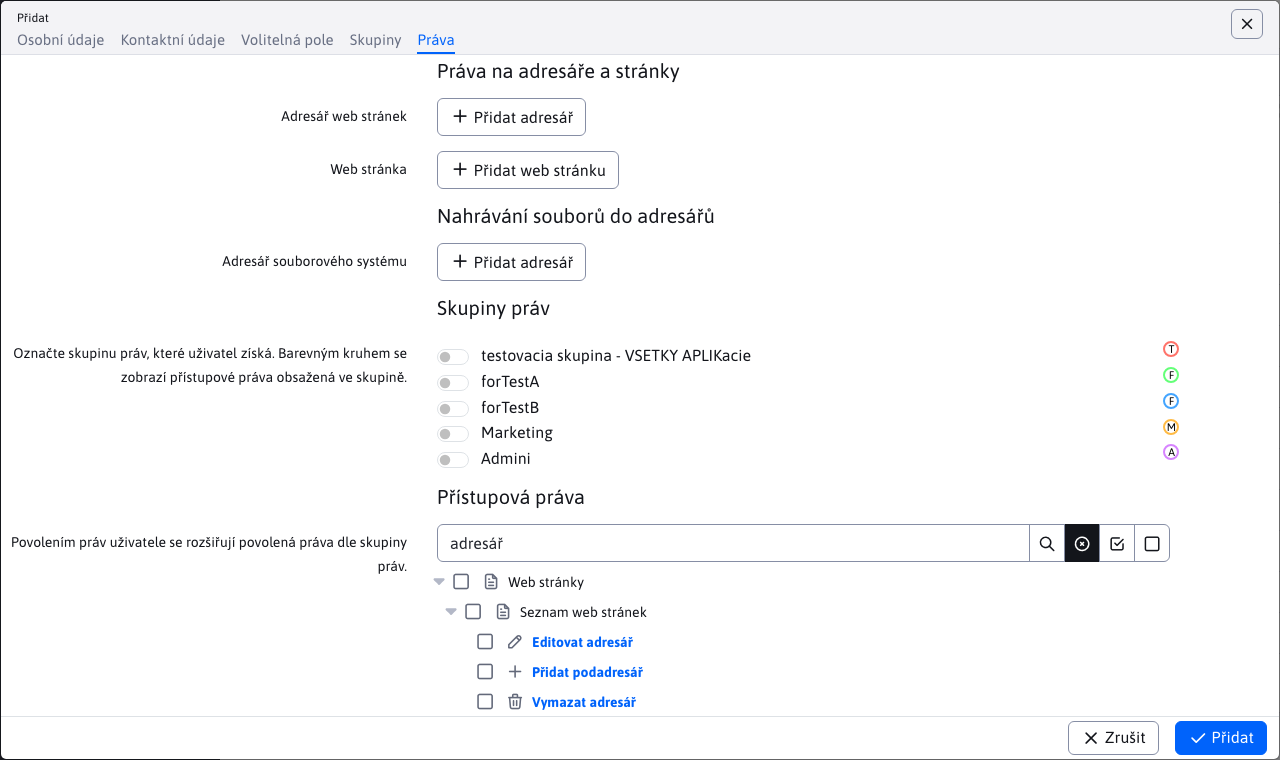 Přidat
Osobní údaje Kontaktní údaje Volitelná pole Skupiny Práva
Práva na adresáře a stránky
Adresář web stránek
Přidat adresář
Web stránka
Přidat web stránku
Nahrávání souborů do adresářů
Adresář souborového systému
Přidat adresář
Skupiny práv
Označte skupinu práv, které uživatel získá. Barevným kruhem se
zobrazí přístupové práva obsažená ve skupině.
testovacia skupina - VSETKY APLIKacie T
forTestA F
forTestB F
Marketing M
Admini A
Přístupová práva
Povolením práv uživatele se rozšiřují povolená práva dle skupiny
práv.
adresář
Web stránky
Seznam web stránek
Editovat adresář
Přidat podadresář
Vymazat adresář
Zrušit Přidat